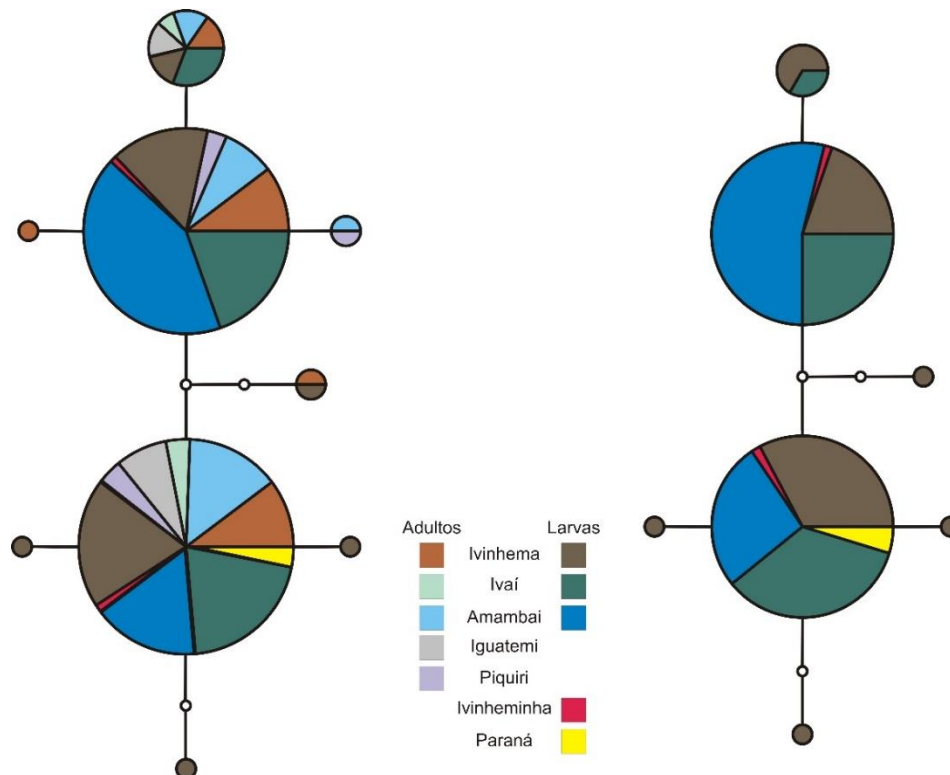 Adultos Larvas
Ivinhema
Ivaí
Amambai
Iguatemi
Piquiri
Ivinheminha
Paraná